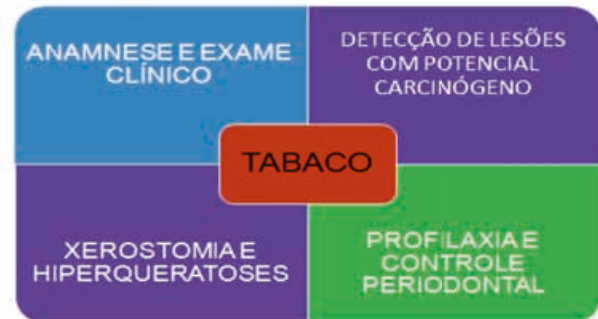 ANAMNESE E EXAME
CLÍNICO
DETECÇÃO DE LESÕES
COM POTENCIAL
CARCINÓGENO
TABACO
XEROSTOMIA E
HIPERQUERATOSES
PROFILAXIA E
CONTROLE
PERIODONTAL